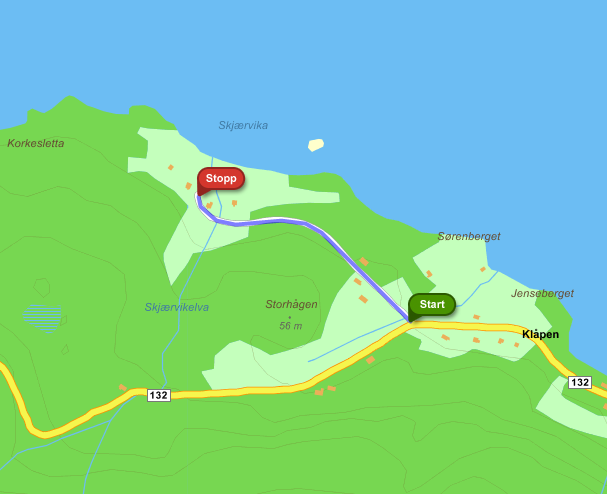 Skjærvika
Korkesletta
Stopp
Sørenberget
Jenseberget
Skjærvikelva
Storhågen
56 m
Start
Klåpen
132
132